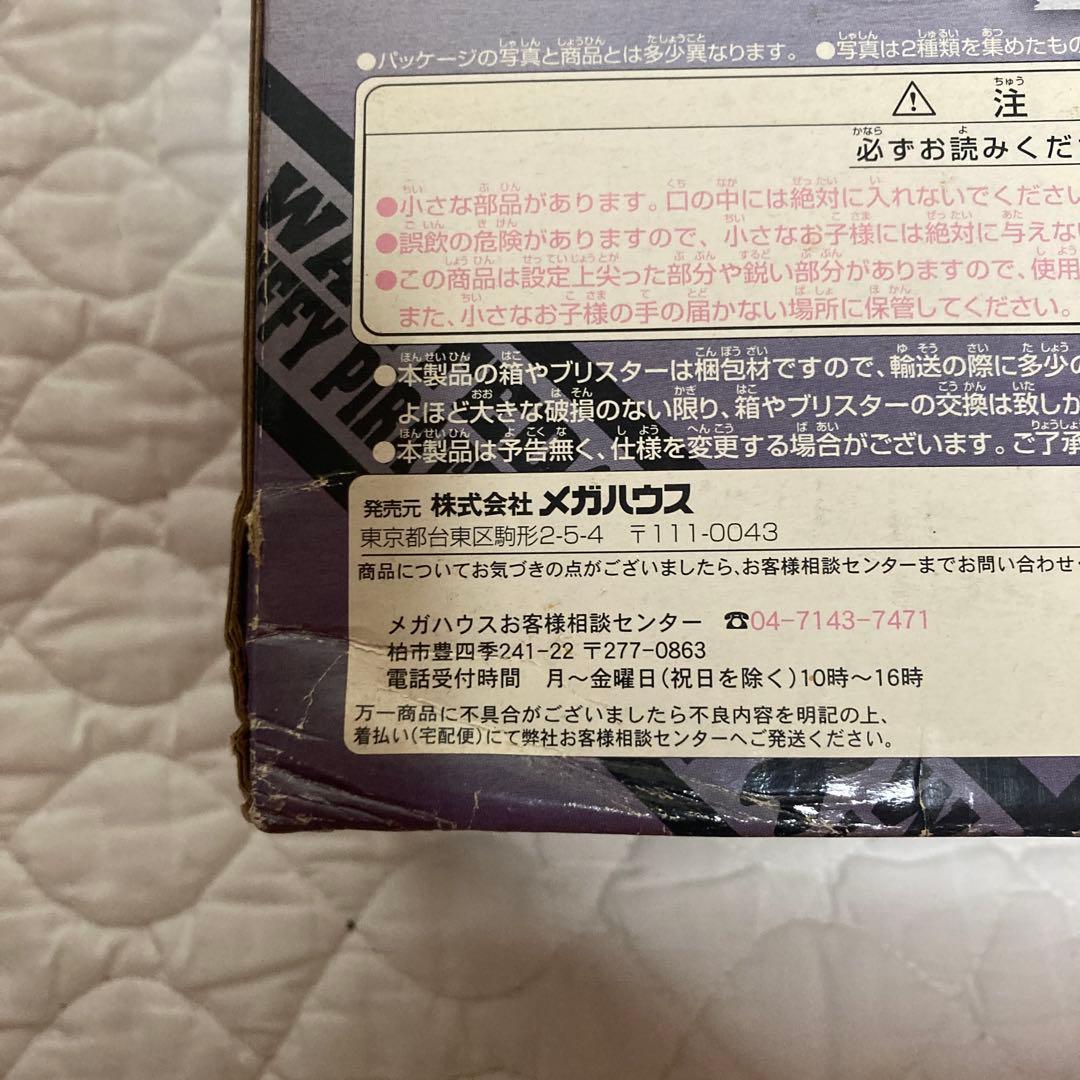 ●パッケージの写真と商品とは多少異なります。 ●写真は2種類を集めたもの
⚠ 注
必ずお読みくだ
●小さな部品があります。口の中には絶対に入れないでください
●誤飲の危険がありますので、小さなお子様には絶対に与えな
●この商品は設定上尖った部分や鋭い部分がありますので、使用
また、小さなお子様の手の届かない場所に保管してください。
●本製品の箱やブリスターは梱包材ですので、輸送の際に多少の
よほど大きな破損のない限り、箱やブリスターの交換は致しか
●本製品は予告無く、仕様を変更する場合がございます。ご了承
発売元 株式会社 メガハウス
東京都台東区駒形2-5-4 〒111-0043
商品についてお気づきの点がございましたら、お客様相談センターまでお問い合わせ
メガハウスお客様相談センター ☎04-7143-7471
柏市豊四季241-22 〒277-0863
電話受付時間 月～金曜日(祝日を除く)10時～16時
万一商品に不具合がございましたら不良内容を明記の上、
着払い(宅配便)にて弊社お客様相談センターへご発送ください。